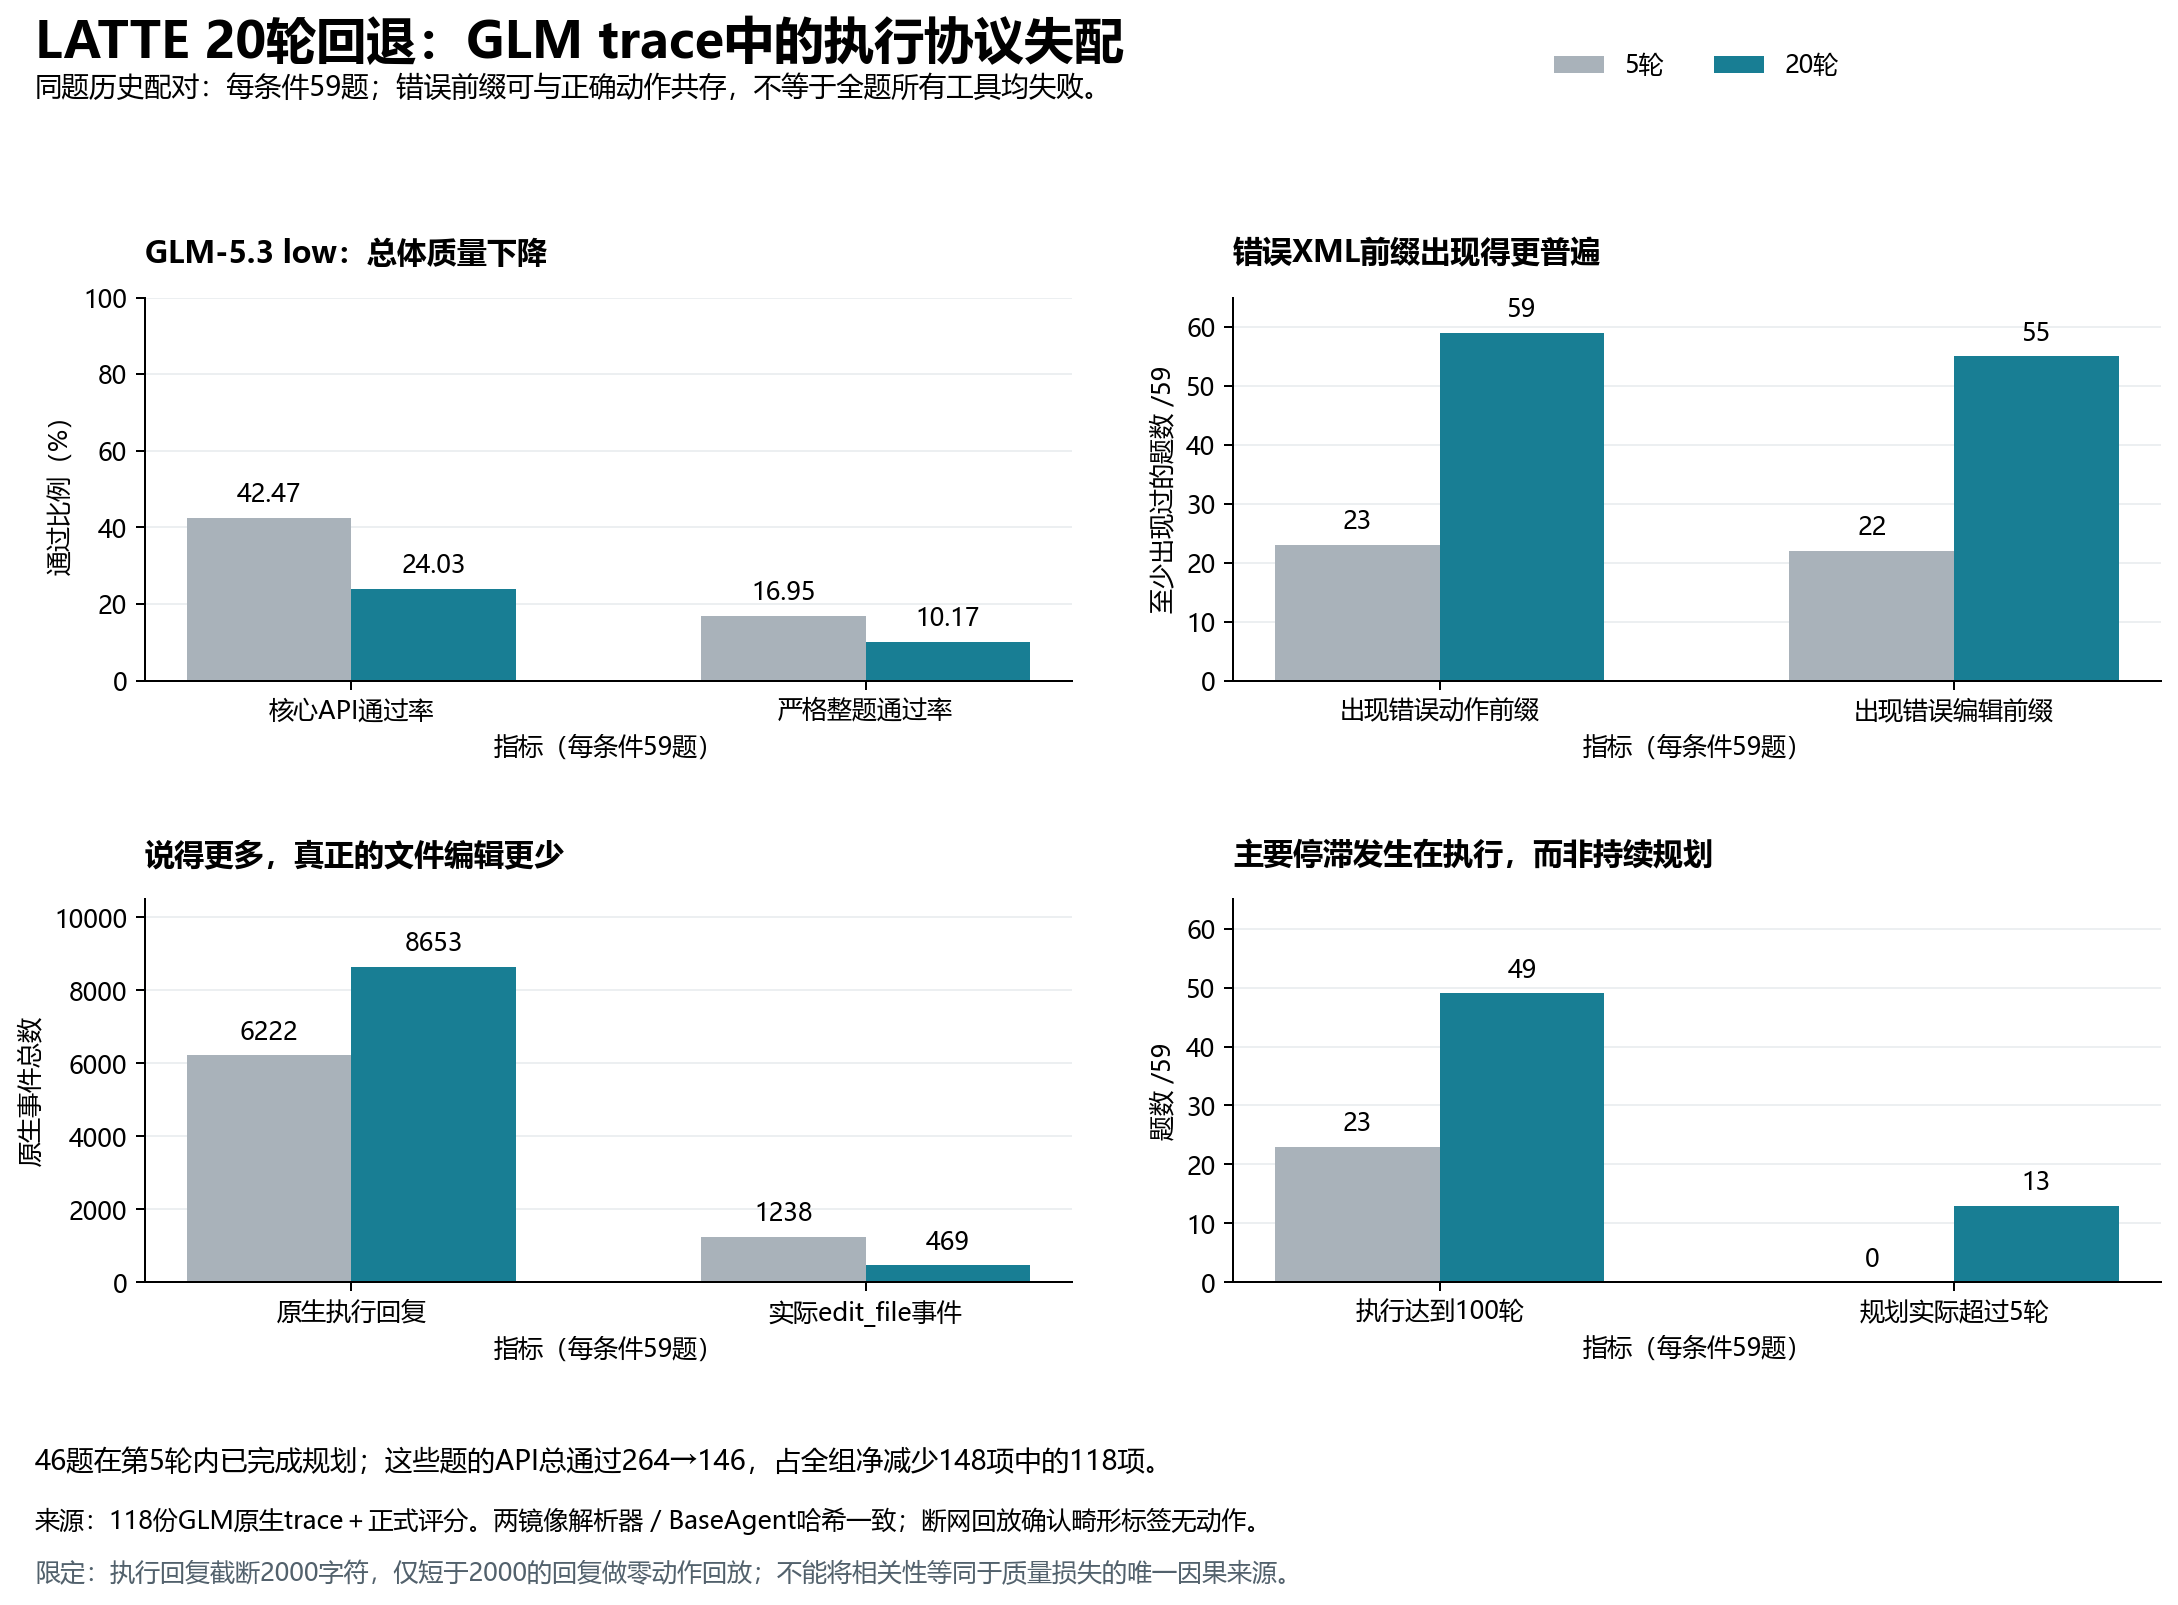 LATTE 20轮回退：GLM trace中的执行协议失配
同题历史配对：每条件59题；错误前缀可与正确动作共存，不等于全题所有工具均失败。
5轮
20轮
GLM-5.3 low：总体质量下降
通过比例（%）
100
80
60
40
20
0
42.47
24.03
16.95
10.17
核心API通过率
严格整题通过率
指标（每条件59题）
错误XML前缀出现得更普遍
至少出现过的题数 /59
60
50
40
30
20
10
0
23
59
22
55
出现错误动作前缀
出现错误编辑前缀
指标（每条件59题）
说得更多，真正的文件编辑更少
原生事件总数
10000
8000
6000
4000
2000
0
6222
8653
1238
469
原生执行回复
实际edit_file事件
指标（每条件59题）
主要停滞发生在执行，而非持续规划
题数 /59
60
50
40
30
20
10
0
23
49
0
13
执行达到100轮
规划实际超过5轮
指标（每条件59题）
46题在第5轮内已完成规划；这些题的API总通过264→146，占全组净减少148项中的118项。
来源：118份GLM原生trace＋正式评分。两镜像解析器 / BaseAgent哈希一致；断网回放确认畸形标签无动作。
限定：执行回复截断2000字符，仅短于2000的回复做零动作回放；不能将相关性等同于质量损失的唯一因果来源。